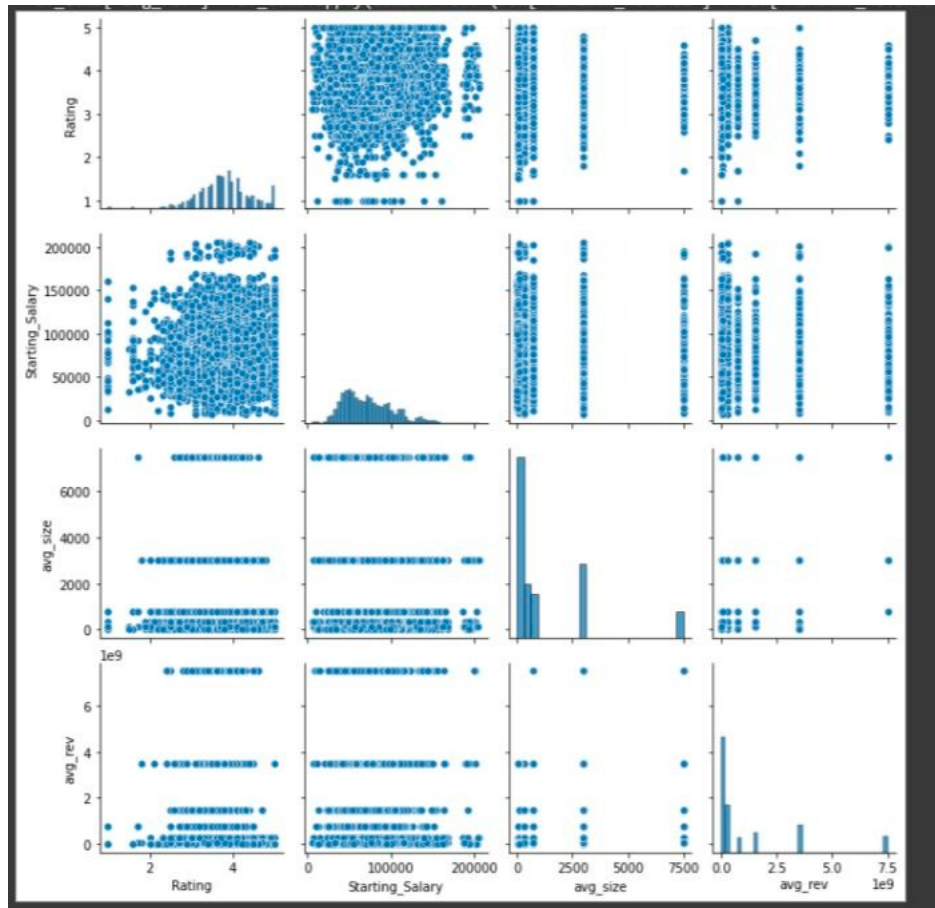 5
4
3
2
1
Rating
200000
150000
100000
50000
0
Starting_Salary
6000
4000
2000
0
avg_size
1e9
6
4
2
0
avg_rev
2 4
Rating
0 100000 200000
Starting_Salary
0 2500 5000 7500
avg_size
0.0 2.5 5.0 7.5
1e9
avg_rev